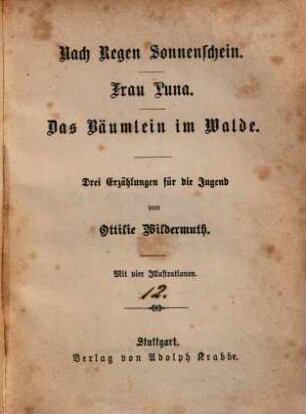 Nach Regen Sonnenschein.
Frau Luna.
Das Bäumlein im Walde.
Drei Erzählungen für die Jugend
von
Ottilie Wildermuth.
Mit vier Illustrationen.
12.
Stuttgart.
Verlag von Adolph Krabbe.